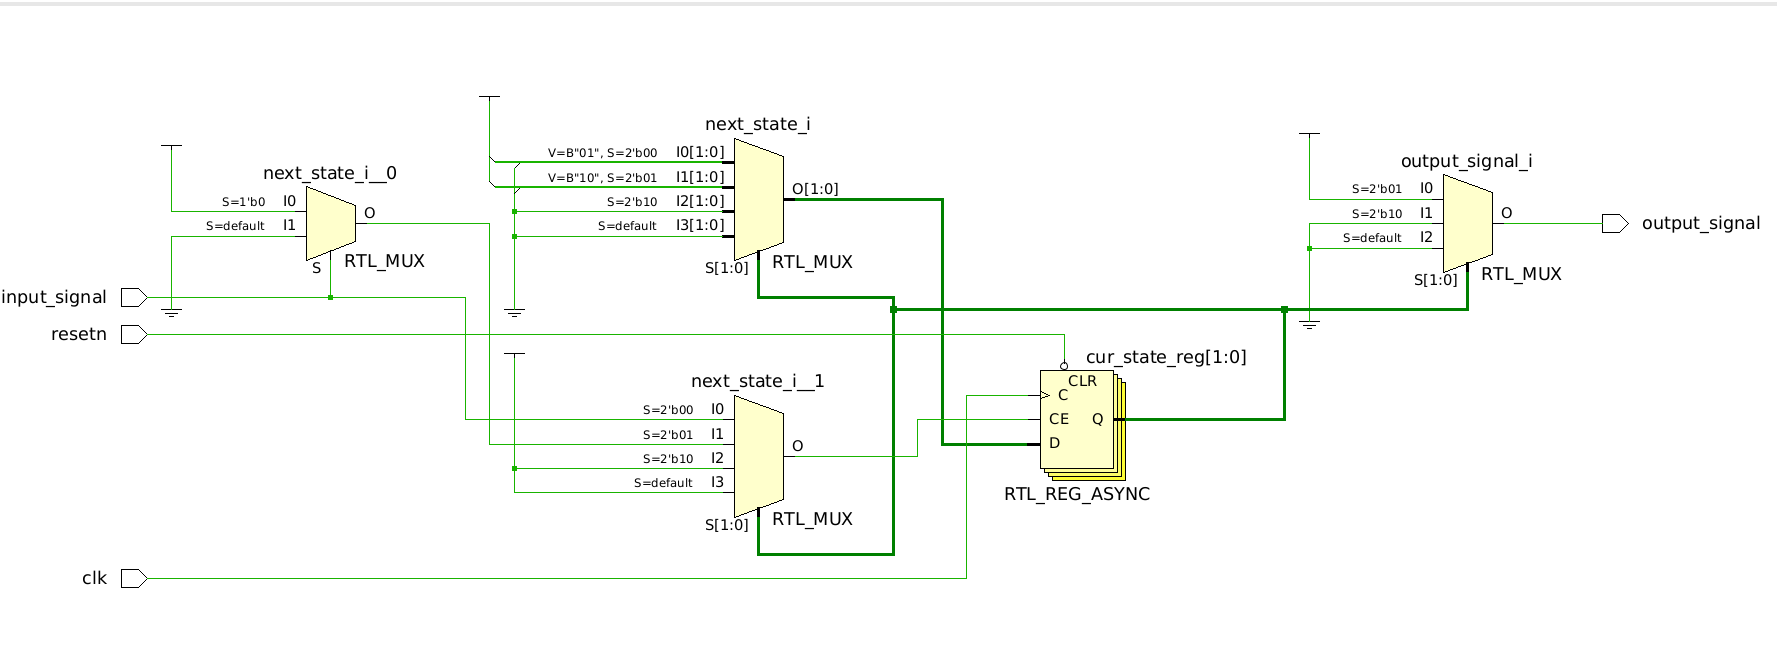 next_state_i__0
S=1'b0 I0
S=default I1
O
S
RTL_MUX
next_state_i
V=B"01", S=2'b00 I0[1:0]
V=B"10", S=2'b01 I1[1:0]
S=2'b10 I2[1:0]
S=default I3[1:0]
O[1:0]
S[1:0]
RTL_MUX
output_signal_i
S=2'b01 I0
S=2'b10 I1
S=default I2
O
S[1:0]
RTL_MUX
output_signal
input_signal
resetn
next_state_i__1
S=2'b00 I0
S=2'b01 I1
S=2'b10 I2
S=default I3
O
S[1:0]
RTL_MUX
cur_state_reg[1:0]
CLR
C
CE
Q
D
RTL_REG_ASYNC
clk